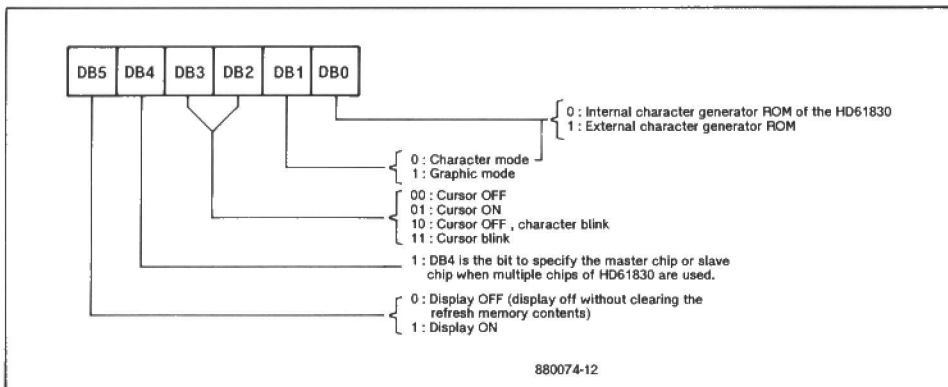 DB5 DB4 DB3 DB2 DB1 DB0
0 : Internal character generator ROM of the HD61830
1 : External character generator ROM
0 : Character mode
1 : Graphic mode
00 : Cursor OFF
01 : Cursor ON
10 : Cursor OFF , character blink
11 : Cursor blink
1 : DB4 is the bit to specify the master chip or slave
chip when multiple chips of HD61830 are used.
0 : Display OFF (display off without clearing the
refresh memory contents)
1 : Display ON
880074-12